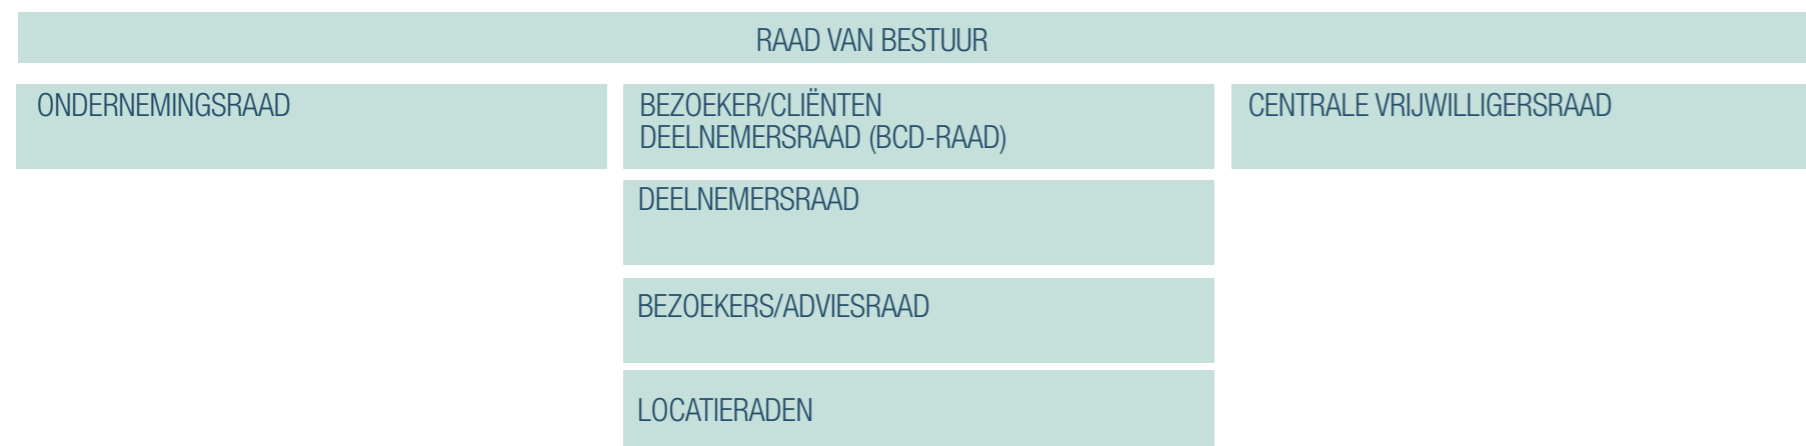 RAAD VAN BESTUUR
ONDERNEMINGSRAAD
BEZOEKER/CLIËNTEN
DEELNEMERSRAAD (BCD-RAAD)
CENTRALE VRIJWILLIGERSRAAD
DEELNEMERSRAAD
BEZOEKERS/ADVIESRAAD
LOCATIERADEN